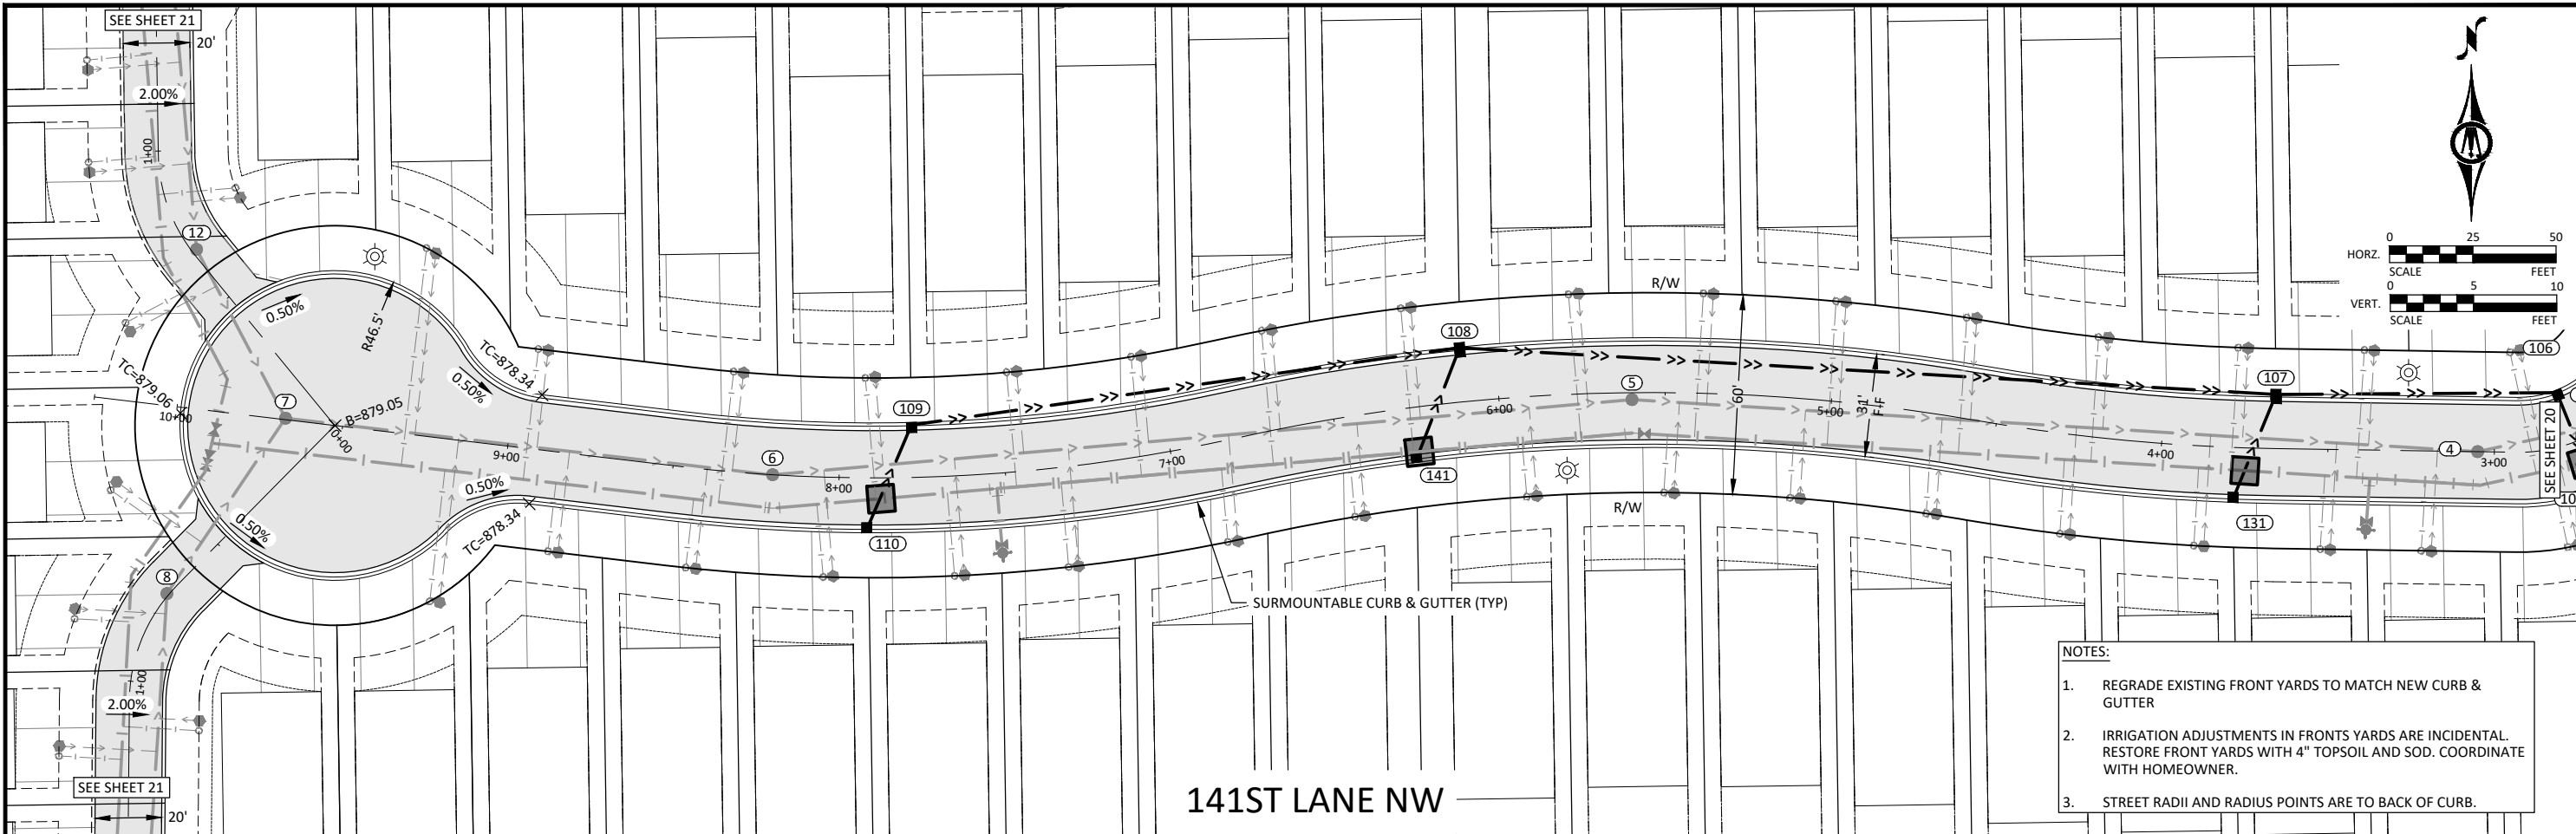 SEE SHEET 21
20'
2.00%
1+00
12
0.50%
R46.5'
TC=878.34
0.50%
TC=879.06
10+00
7
B=879.05
0+00
9+00
6
8+00
109
7+00
108
141
6+00
5
R/W
60'
5+00
31'
F-F
4+00
107
131
4
3+00
106
SEE SHEET 20
0.50%
TC=878.34
0.50%
110
8
1+00
2.00%
SEE SHEET 21
20'
R/W
SURMOUNTABLE CURB & GUTTER (TYP)
141ST LANE NW
N
0 25 50
HORZ.
SCALE FEET
0 5 10
VERT.
SCALE FEET
NOTES:
1. REGRADE EXISTING FRONT YARDS TO MATCH NEW CURB &
GUTTER
2. IRRIGATION ADJUSTMENTS IN FRONTS YARDS ARE INCIDENTAL.
RESTORE FRONT YARDS WITH 4" TOPSOIL AND SOD. COORDINATE
WITH HOMEOWNER.
3. STREET RADII AND RADIUS POINTS ARE TO BACK OF CURB.